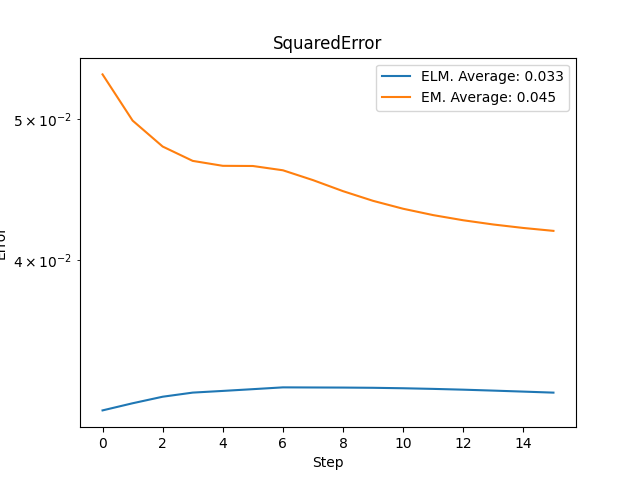 SquaredError
ELM. Average: 0.033
EM. Average: 0.045
5 × 10⁻²
4 × 10⁻²
Error
0 2 4 6 8 10 12 14
Step